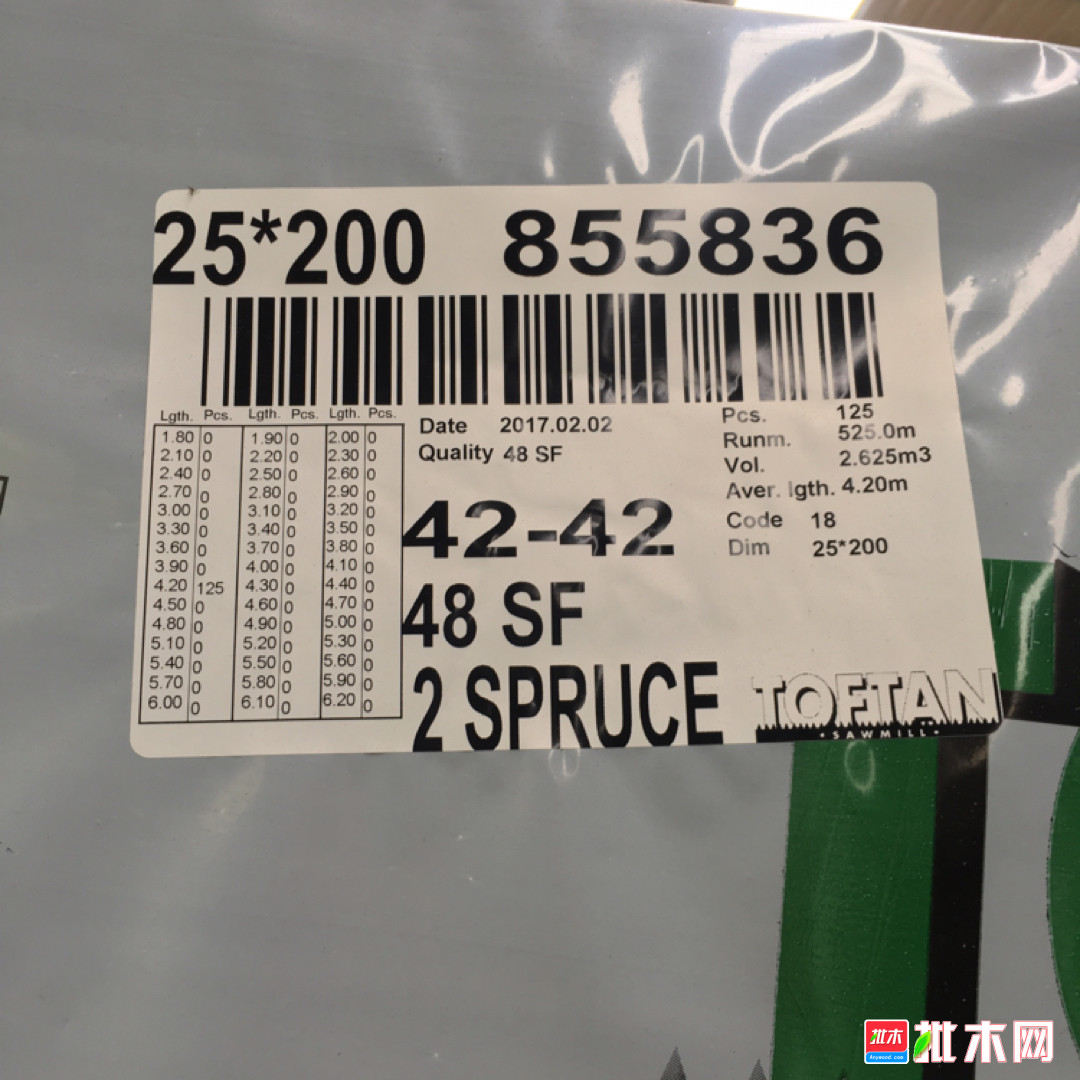 25*200 855836
Lgth. Pcs. Lgth. Pcs. Lgth. Pcs.
1.80 0 1.90 0 2.00 0
2.10 0 2.20 0 2.30 0
2.40 0 2.50 0 2.60 0
2.70 0 2.80 0 2.90 0
3.00 0 3.10 0 3.20 0
3.30 0 3.40 0 3.50 0
3.60 0 3.70 0 3.80 0
3.90 0 4.00 0 4.10 0
4.20 125 4.30 0 4.40 0
4.50 0 4.60 0 4.70 0
4.80 0 4.90 0 5.00 0
5.10 0 5.20 0 5.30 0
5.40 0 5.50 0 5.60 0
5.70 0 5.80 0 5.90 0
6.00 0 6.10 0 6.20 0
Date 2017.02.02
Quality 48 SF
42-42
48 SF
2 SPRUCE
Pcs. 125
Runm. 525.0m
Vol. 2.625m3
Aver. lgth. 4.20m
Code 18
Dim 25*200
TOFTAN
·SAWMILL·
批木 批木网
Anywood.com